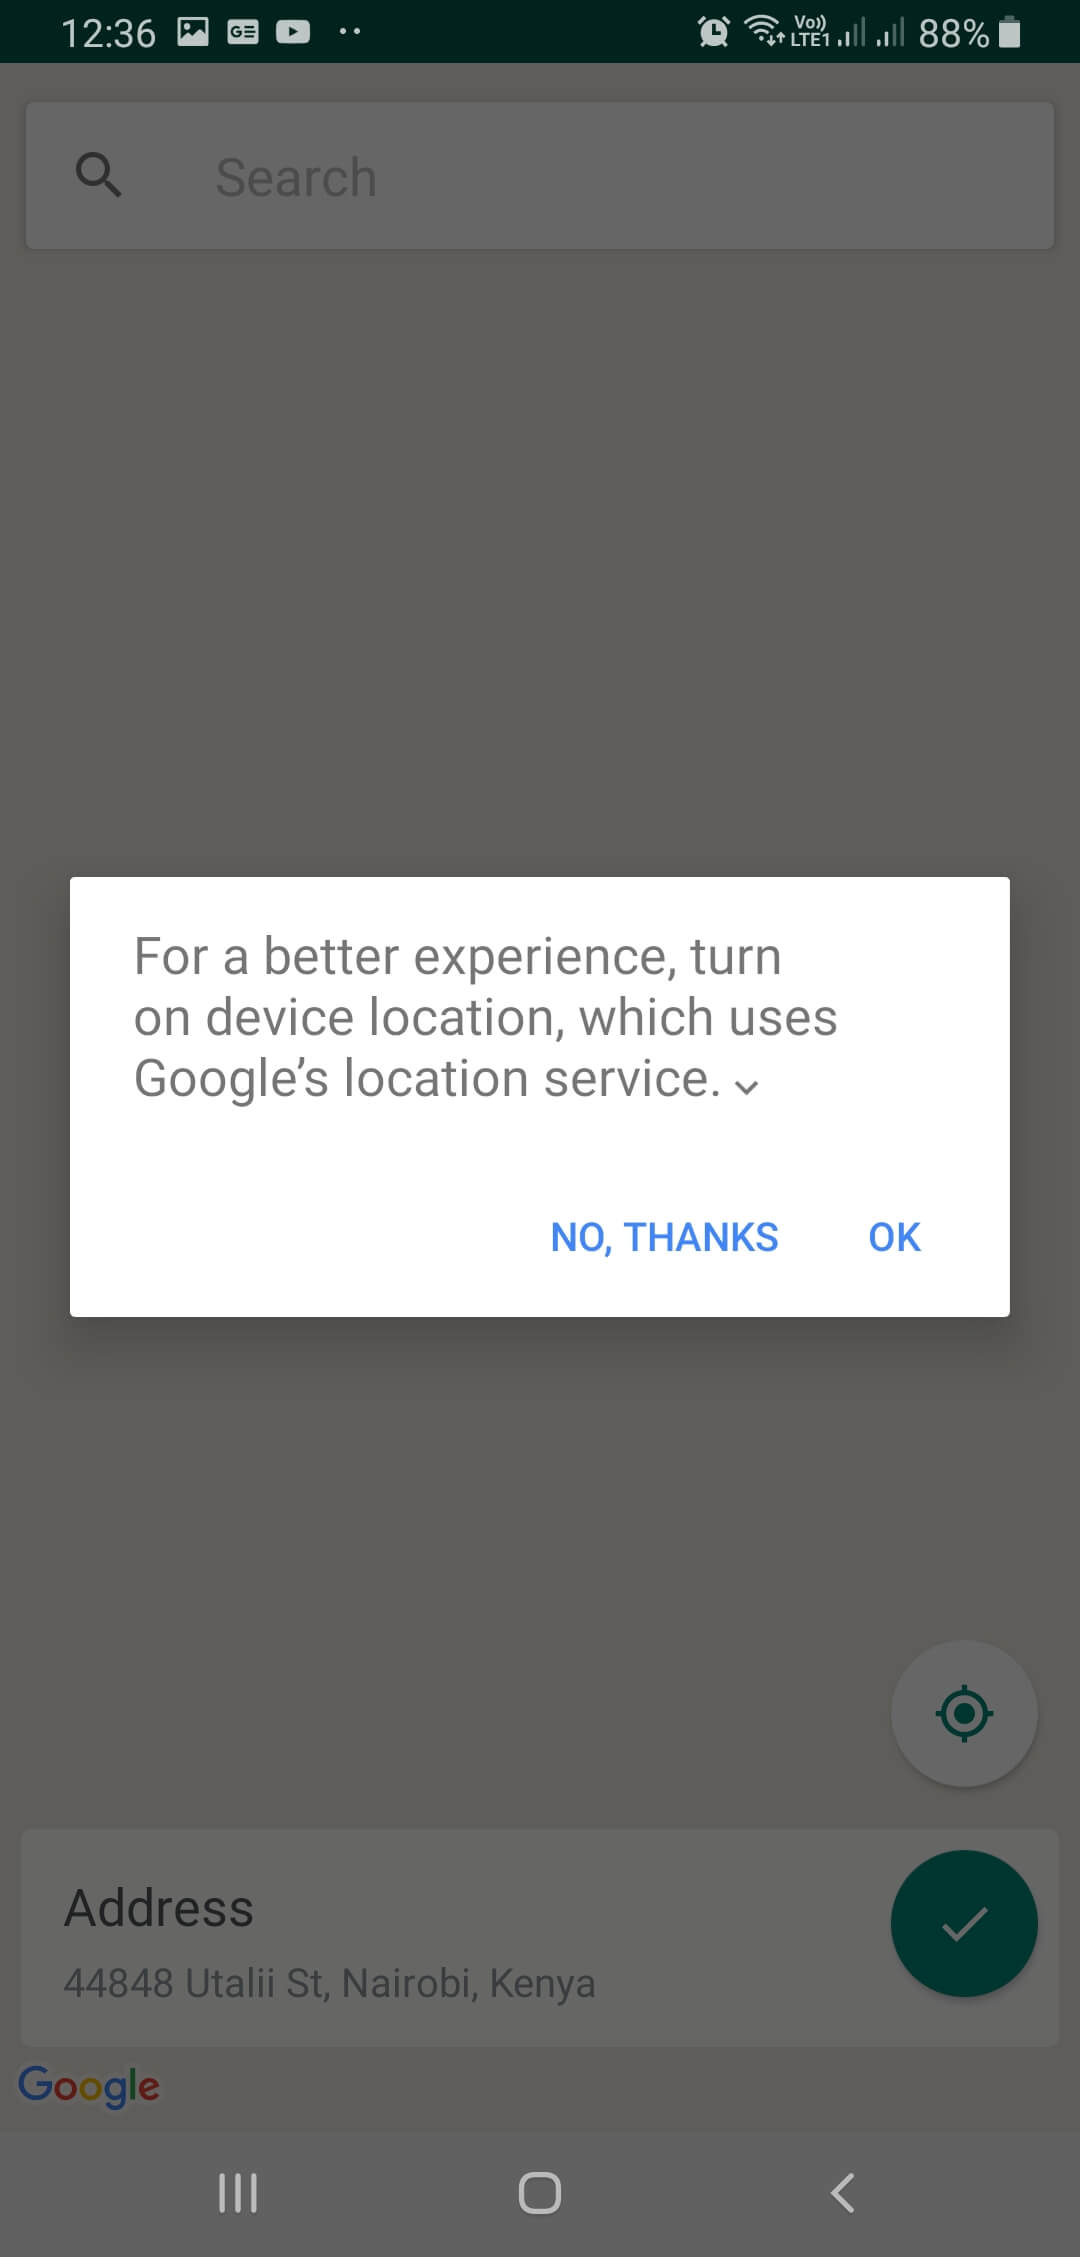 12:36 GE Vo)) LTE1 88%
Search
For a better experience, turn
on device location, which uses
Google’s location service.
NO, THANKS OK
Address
44848 Utalii St, Nairobi, Kenya
Google